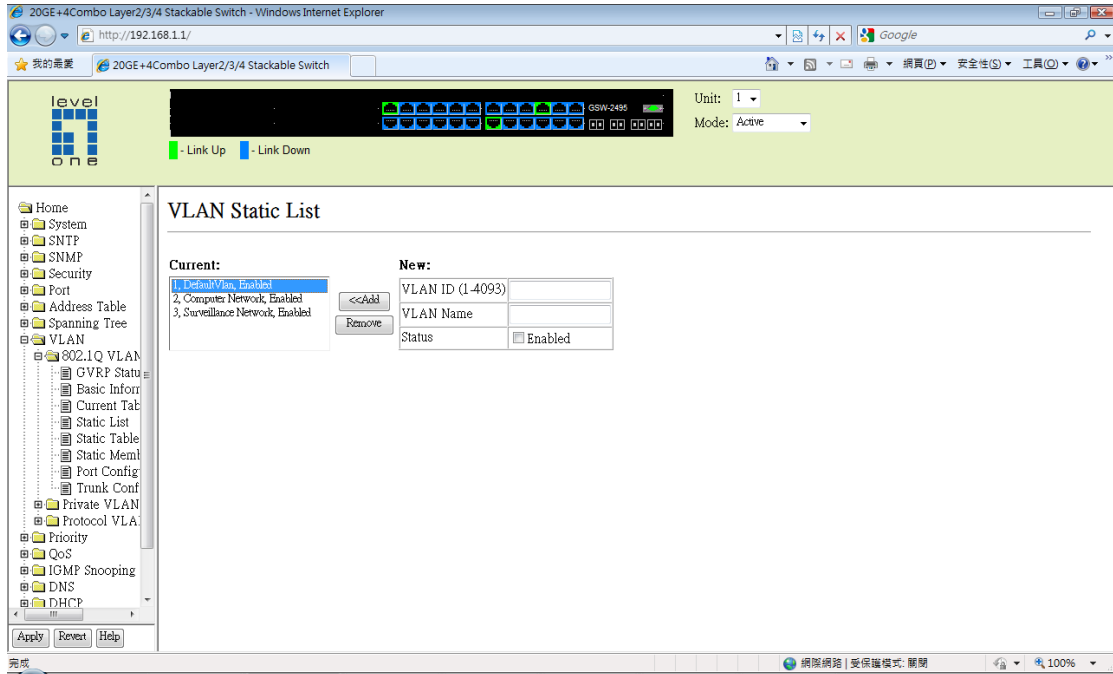 20GE+4Combo Layer2/3/4 Stackable Switch - Windows Internet Explorer
http://192.168.1.1/
Google
我的最愛
20GE+4Combo Layer2/3/4 Stackable Switch
網頁(P)
安全性(S)
工具(O)
level
one
GSW-2495
- Link Up
- Link Down
Unit: 1
Mode: Active
Home
System
SNTP
SNMP
Security
Port
Address Table
Spanning Tree
VLAN
802.1Q VLAN
GVRP Statu
Basic Inforr
Current Tab
Static List
Static Table
Static Meml
Port Config
Trunk Conf
Private VLAN
Protocol VLA
Priority
QoS
IGMP Snooping
DNS
DHCP
Apply
Revert
Help
VLAN Static List
Current:
1, DefaultVlan, Enabled
2, Computer Network, Enabled
3, Surveillance Network, Enabled
<<Add
Remove
New:
VLAN ID (1-4093)
VLAN Name
Status
Enabled
完成
網際網路 | 受保護模式: 關閉
100%